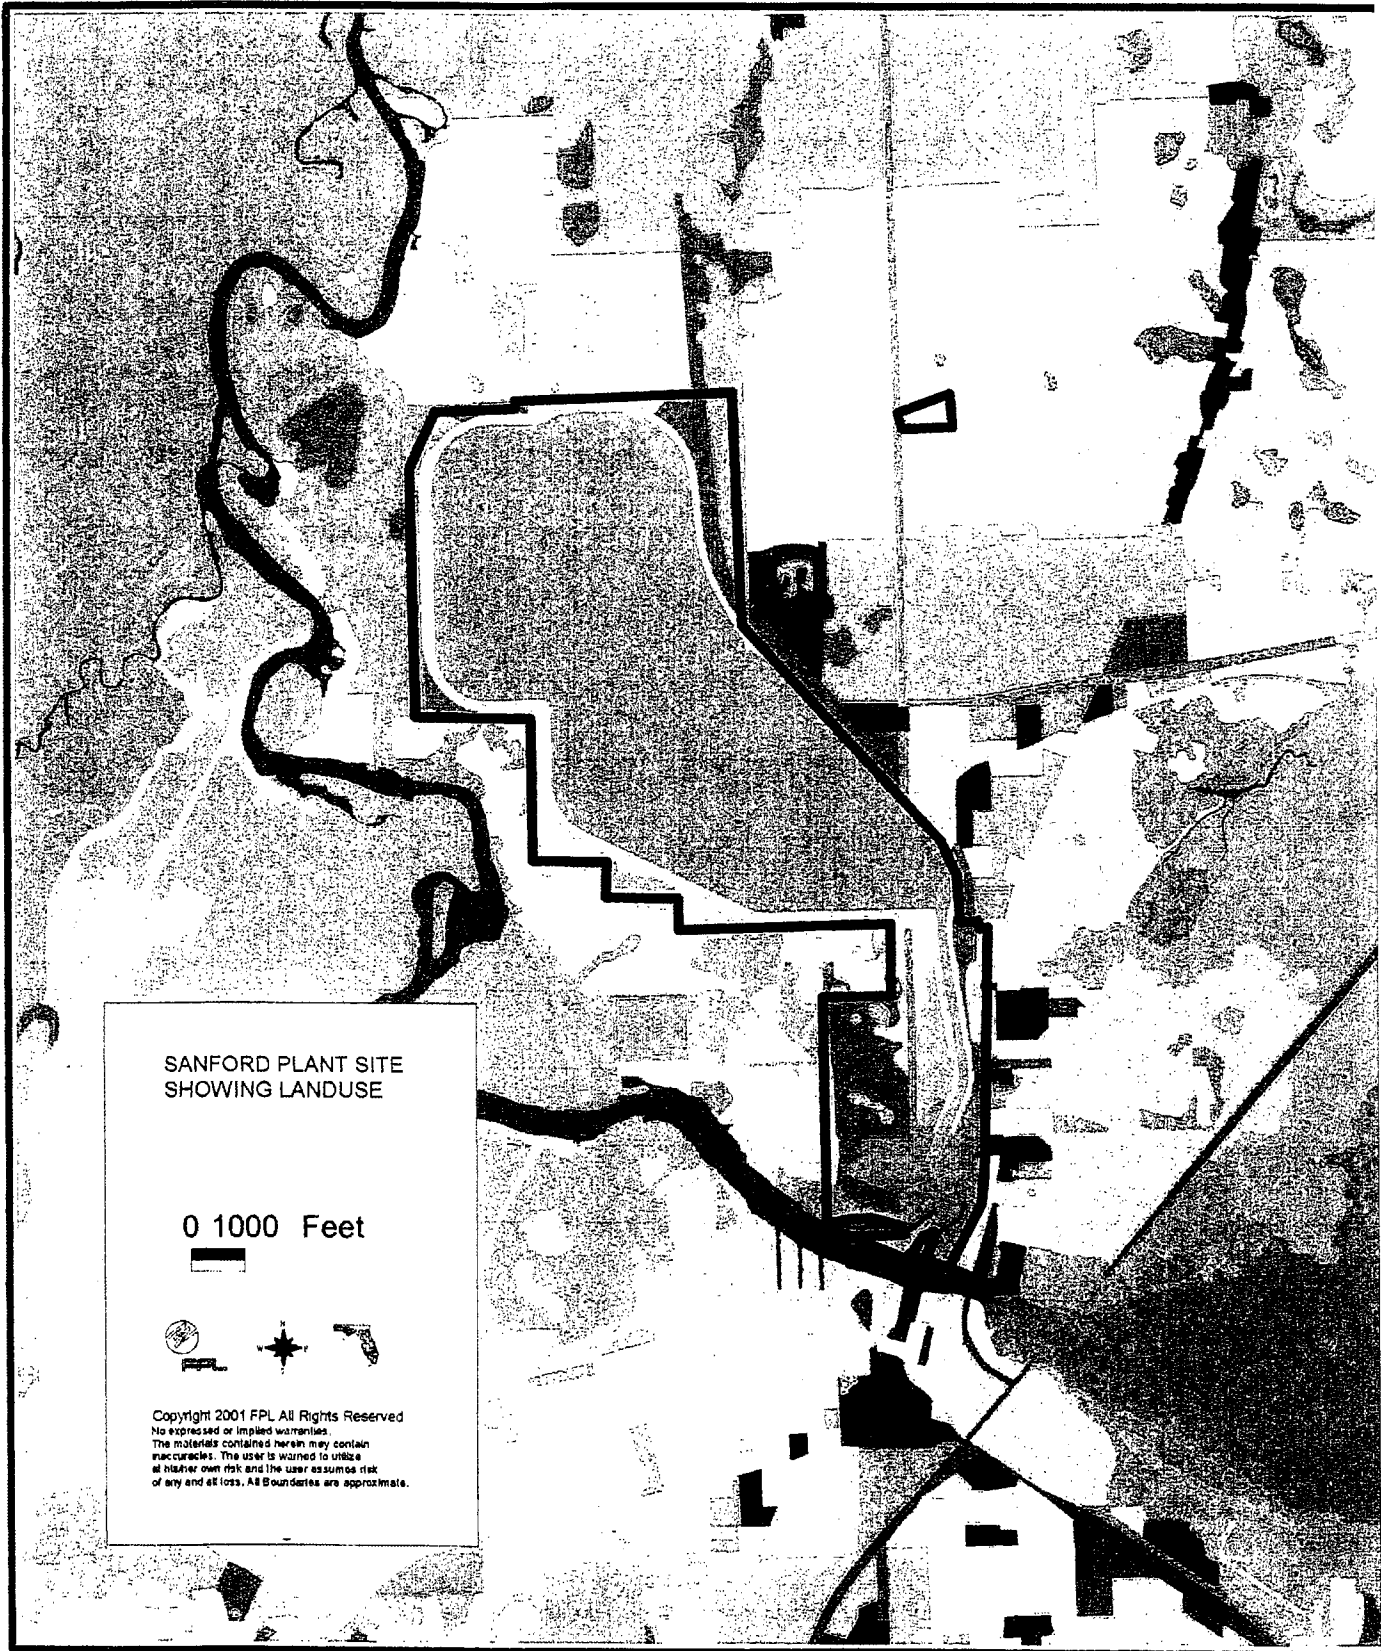 SANFORD PLANT SITE
SHOWING LANDUSE
0 1000 Feet
N
W
FPL
Copyright 2001 FPL All Rights Reserved
No expressed or implied warranties.
The materials contained herein may contain
inaccuracies. The user is warned to utilize
at his/her own risk and the user assumes risk
of any and all loss. All Boundaries are approximate.